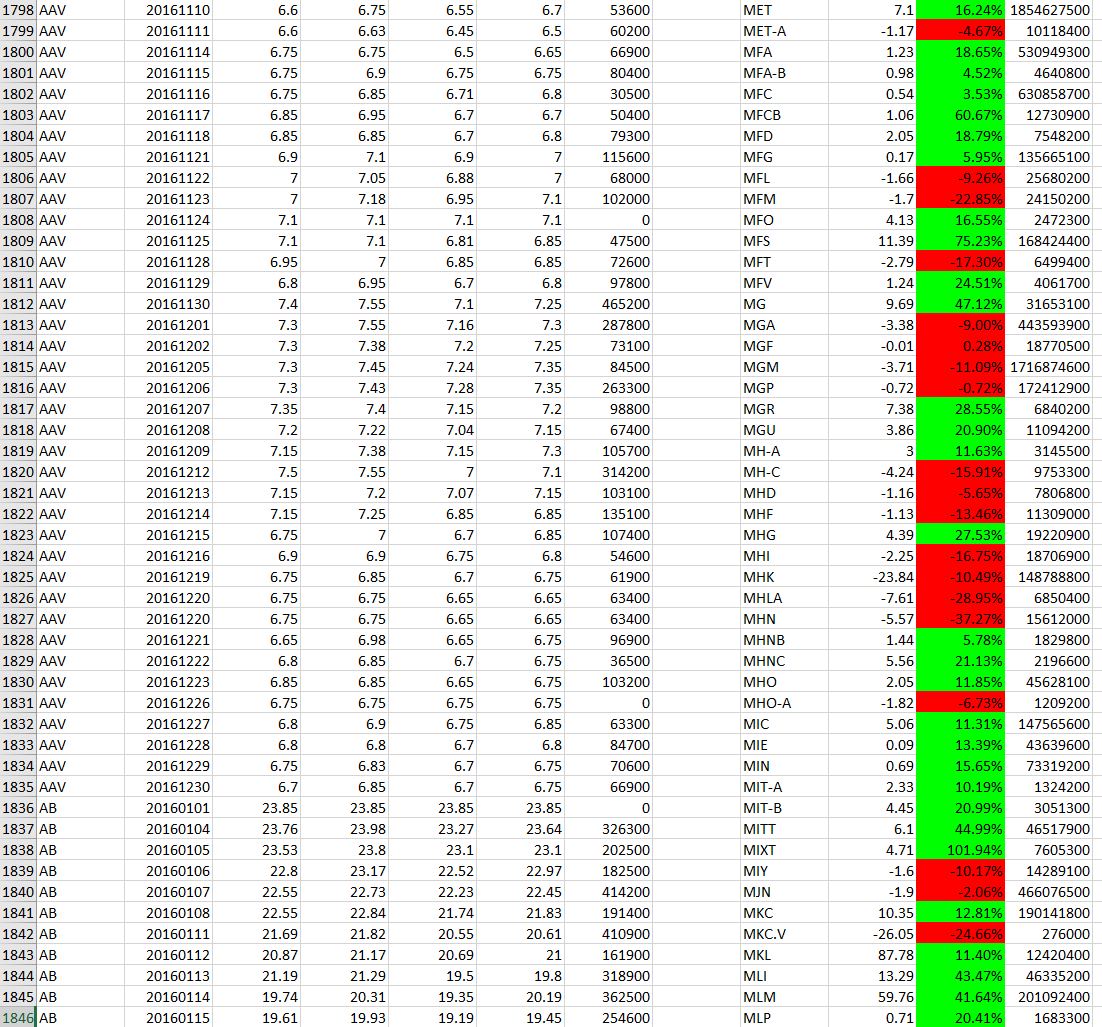 1798 AAV 20161110 6.6 6.75 6.55 6.7 53600 MET 7.1 16.24% 1854627500
1799 AAV 20161111 6.6 6.63 6.45 6.5 60200 MET-A -1.17 -4.67% 10118400
1800 AAV 20161114 6.75 6.75 6.5 6.65 66900 MFA 1.23 18.65% 530949300
1801 AAV 20161115 6.75 6.9 6.75 6.75 80400 MFA-B 0.98 4.52% 4640800
1802 AAV 20161116 6.75 6.85 6.71 6.8 30500 MFC 0.54 3.53% 630858700
1803 AAV 20161117 6.85 6.95 6.7 6.7 50400 MFCB 1.06 60.67% 12730900
1804 AAV 20161118 6.85 6.85 6.7 6.8 79300 MFD 2.05 18.79% 7548200
1805 AAV 20161121 6.9 7.1 6.9 7 115600 MFG 0.17 5.95% 135665100
1806 AAV 20161122 7 7.05 6.88 7 68000 MFL -1.66 -9.26% 25680200
1807 AAV 20161123 7 7.18 6.95 7.1 102000 MFM -1.7 -22.85% 24150200
1808 AAV 20161124 7.1 7.1 7.1 7.1 0 MFO 4.13 16.55% 2472300
1809 AAV 20161125 7.1 7.1 6.81 6.85 47500 MFS 11.39 75.23% 168424400
1810 AAV 20161128 6.95 7 6.85 6.85 72600 MFT -2.79 -17.30% 6499400
1811 AAV 20161129 6.8 6.95 6.7 6.8 97800 MFV 1.24 24.51% 4061700
1812 AAV 20161130 7.4 7.55 7.1 7.25 465200 MG 9.69 47.12% 31653100
1813 AAV 20161201 7.3 7.55 7.16 7.3 287800 MGA -3.38 -9.00% 443593900
1814 AAV 20161202 7.3 7.38 7.2 7.25 73100 MGF -0.01 0.28% 18770500
1815 AAV 20161205 7.3 7.45 7.24 7.35 84500 MGM -3.71 -11.09% 1716874600
1816 AAV 20161206 7.3 7.43 7.28 7.35 263300 MGP -0.72 -0.72% 172412900
1817 AAV 20161207 7.35 7.4 7.15 7.2 98800 MGR 7.38 28.55% 6840200
1818 AAV 20161208 7.2 7.22 7.04 7.15 67400 MGU 3.86 20.90% 11094200
1819 AAV 20161209 7.15 7.38 7.15 7.3 105700 MH-A 3 11.63% 3145500
1820 AAV 20161212 7.5 7.55 7 7.1 314200 MH-C -4.24 -15.91% 9753300
1821 AAV 20161213 7.15 7.2 7.07 7.15 103100 MHD -1.16 -5.65% 7806800
1822 AAV 20161214 7.15 7.25 6.85 6.85 135100 MHF -1.13 -13.46% 11309000
1823 AAV 20161215 6.75 7 6.7 6.85 107400 MHG 4.39 27.53% 19220900
1824 AAV 20161216 6.9 6.9 6.75 6.8 54600 MHI -2.25 -16.75% 18706900
1825 AAV 20161219 6.75 6.85 6.7 6.75 61900 MHK -23.84 -10.49% 148788800
1826 AAV 20161220 6.75 6.75 6.65 6.65 63400 MHLA -7.61 -28.95% 6850400
1827 AAV 20161220 6.75 6.75 6.65 6.65 63400 MHN -5.57 -37.27% 15612000
1828 AAV 20161221 6.65 6.98 6.65 6.75 96900 MHNB 1.44 5.78% 1829800
1829 AAV 20161222 6.8 6.85 6.7 6.75 36500 MHNC 5.56 21.13% 2196600
1830 AAV 20161223 6.85 6.85 6.65 6.75 103200 MHO 2.05 11.85% 45628100
1831 AAV 20161226 6.75 6.75 6.75 6.75 0 MHO-A -1.82 -6.73% 1209200
1832 AAV 20161227 6.8 6.9 6.75 6.85 63300 MIC 5.06 11.31% 147565600
1833 AAV 20161228 6.8 6.8 6.7 6.8 84700 MIE 0.09 13.39% 43639600
1834 AAV 20161229 6.75 6.83 6.7 6.75 70600 MIN 0.69 15.65% 73319200
1835 AAV 20161230 6.7 6.85 6.7 6.75 66900 MIT-A 2.33 10.19% 1324200
1836 AB 20160101 23.85 23.85 23.85 23.85 0 MIT-B 4.45 20.99% 3051300
1837 AB 20160104 23.76 23.98 23.27 23.64 326300 MITT 6.1 44.99% 46517900
1838 AB 20160105 23.53 23.8 23.1 23.1 202500 MIXT 4.71 101.94% 7605300
1839 AB 20160106 22.8 23.17 22.52 22.97 182500 MIY -1.6 -10.17% 14289100
1840 AB 20160107 22.55 22.73 22.23 22.45 414200 MJN -1.9 -2.06% 466076500
1841 AB 20160108 22.55 22.84 21.74 21.83 191400 MKC 10.35 12.81% 190141800
1842 AB 20160111 21.69 21.82 20.55 20.61 410900 MKC.V -26.05 -24.66% 276000
1843 AB 20160112 20.87 21.17 20.69 21 161900 MKL 87.78 11.40% 12420400
1844 AB 20160113 21.19 21.29 19.5 19.8 318900 MLI 13.29 43.47% 46335200
1845 AB 20160114 19.74 20.31 19.35 20.19 362500 MLM 59.76 41.64% 201092400
1846 AB 20160115 19.61 19.93 19.19 19.45 254600 MLP 0.71 20.41% 1683300